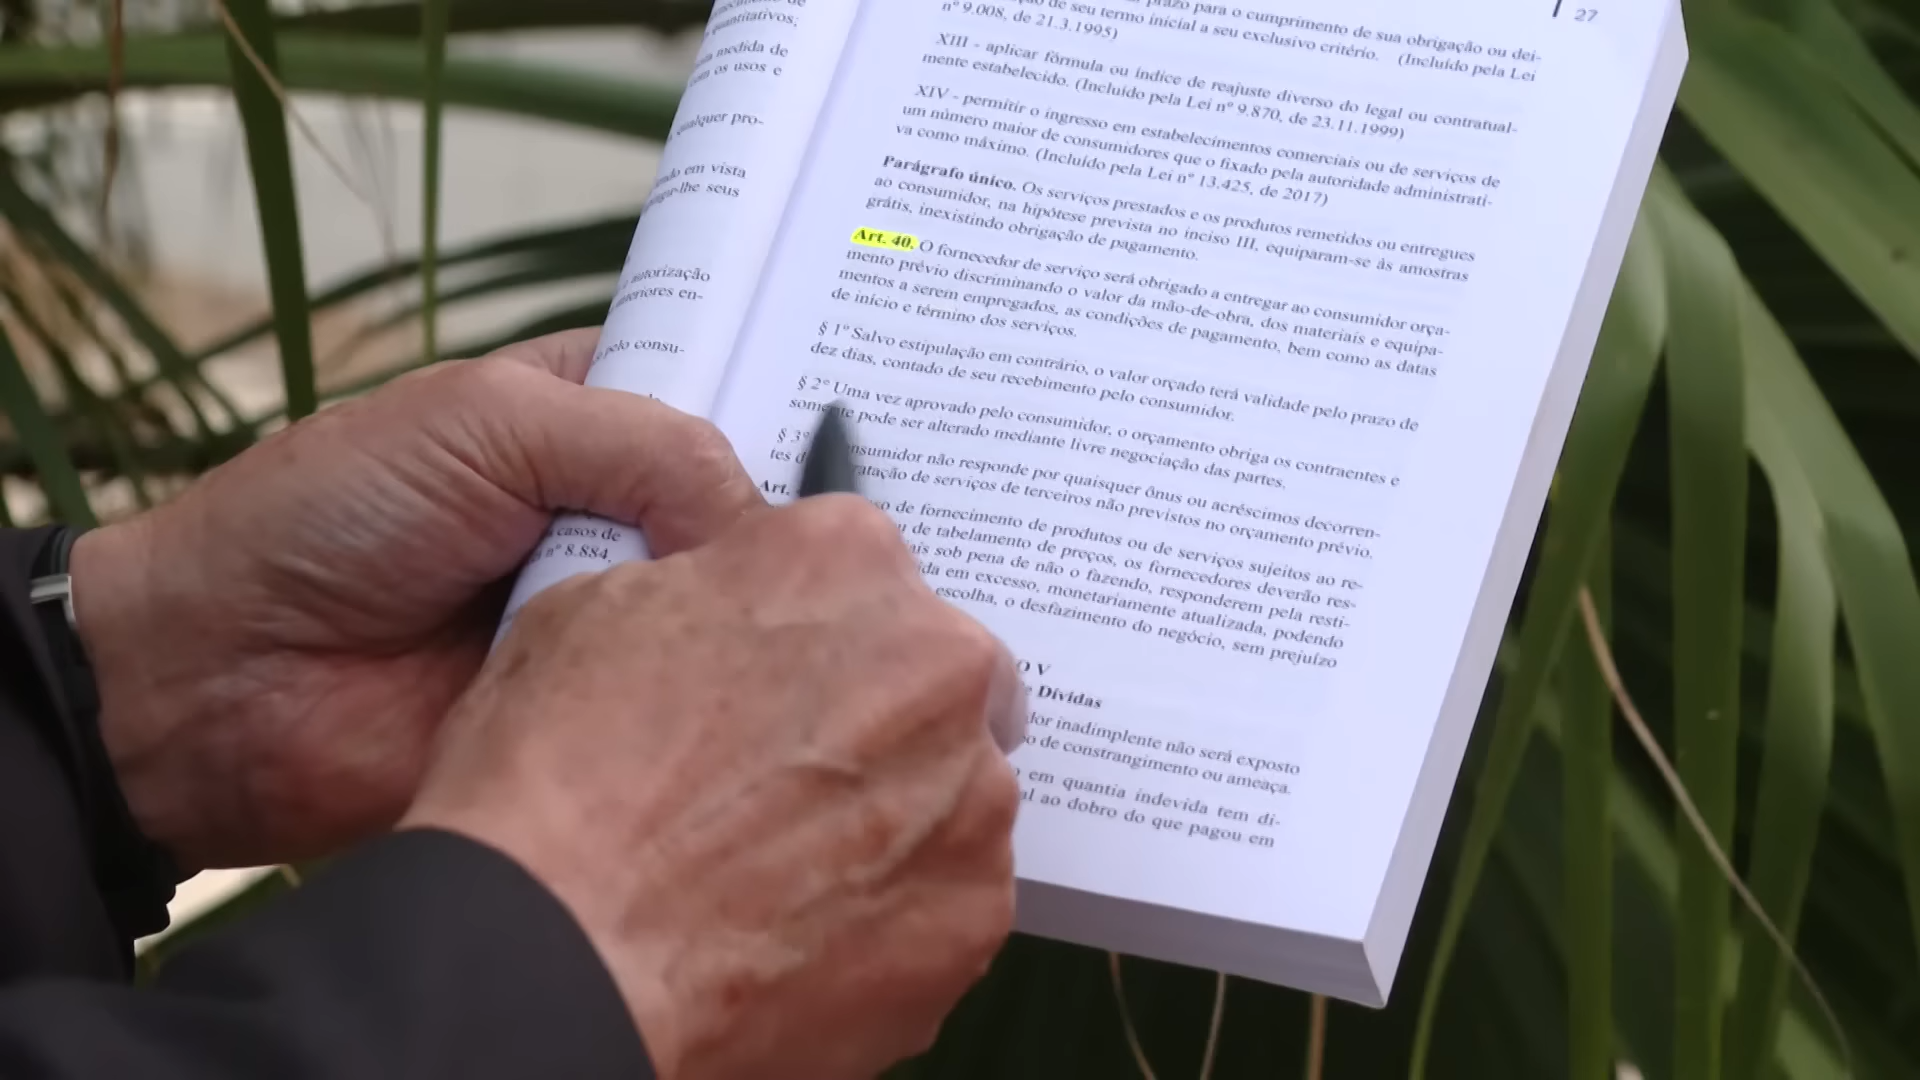 quantitativos;
medida de
os usos e
qualquer pro-
em vista
lhe seus
autorização
anteriores en-
pelo consu-
casos de
nº 8.884,
27
prazo para o cumprimento de sua obrigação ou dei-
de seu termo inicial a seu exclusivo critério. (Incluído pela Lei
nº 9.008, de 21.3.1995)
XIII - aplicar fórmula ou índice de reajuste diverso do legal ou contratual-
mente estabelecido. (Incluído pela Lei nº 9.870, de 23.11.1999)
XIV - permitir o ingresso em estabelecimentos comerciais ou de serviços de
um número maior de consumidores que o fixado pela autoridade administrati-
va como máximo. (Incluído pela Lei nº 13.425, de 2017)
Parágrafo único. Os serviços prestados e os produtos remetidos ou entregues
ao consumidor, na hipótese prevista no inciso III, equiparam-se às amostras
grátis, inexistindo obrigação de pagamento.
Art. 40. O fornecedor de serviço será obrigado a entregar ao consumidor orça-
mento prévio discriminando o valor da mão-de-obra, dos materiais e equipa-
mentos a serem empregados, as condições de pagamento, bem como as datas
de início e término dos serviços.
§ 1º Salvo estipulação em contrário, o valor orçado terá validade pelo prazo de
dez dias, contado de seu recebimento pelo consumidor.
§ 2º Uma vez aprovado pelo consumidor, o orçamento obriga os contraentes e
somente pode ser alterado mediante livre negociação das partes.
§ 3º consumidor não responde por quaisquer ônus ou acréscimos decorren-
tes ratação de serviços de terceiros não previstos no orçamento prévio.
Art. so de fornecimento de produtos ou de serviços sujeitos ao re-
u de tabelamento de preços, os fornecedores deverão res-
ais sob pena de não o fazendo, responderem pela resti-
ida em excesso, monetariamente atualizada, podendo
escolha, o desfazimento do negócio, sem prejuízo
O V
Dívidas
dor inadimplente não será exposto
o de constrangimento ou ameaça.
em quantia indevida tem di-
al ao dobro do que pagou em